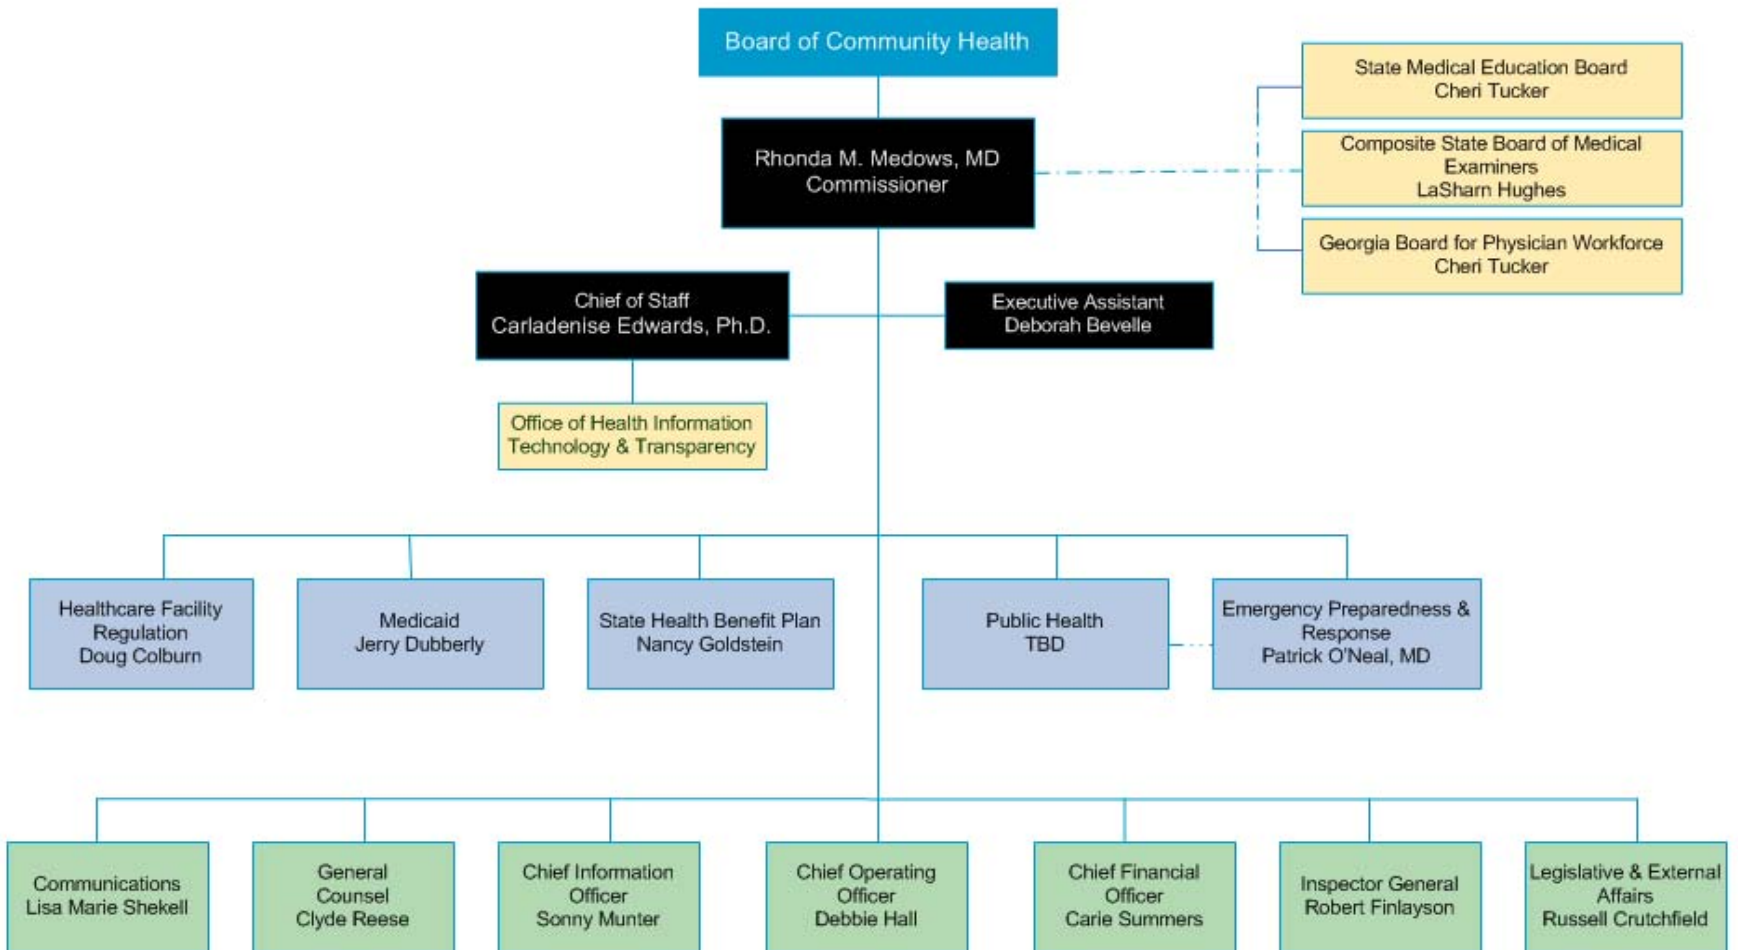 Board of Community Health
State Medical Education Board
Cheri Tucker
Rhonda M. Medows, MD
Commissioner
Composite State Board of Medical
Examiners
LaSharn Hughes
Georgia Board for Physician Workforce
Cheri Tucker
Chief of Staff
Carladenise Edwards, Ph.D.
Executive Assistant
Deborah Bevelle
Office of Health Information
Technology & Transparency
Healthcare Facility
Regulation
Doug Colburn
Medicaid
Jerry Dubberly
State Health Benefit Plan
Nancy Goldstein
Public Health
TBD
Emergency Preparedness &
Response
Patrick O'Neal, MD
Communications
Lisa Marie Shekell
General
Counsel
Clyde Reese
Chief Information
Officer
Sonny Munter
Chief Operating
Officer
Debbie Hall
Chief Financial
Officer
Carie Summers
Inspector General
Robert Finlayson
Legislative & External
Affairs
Russell Crutchfield